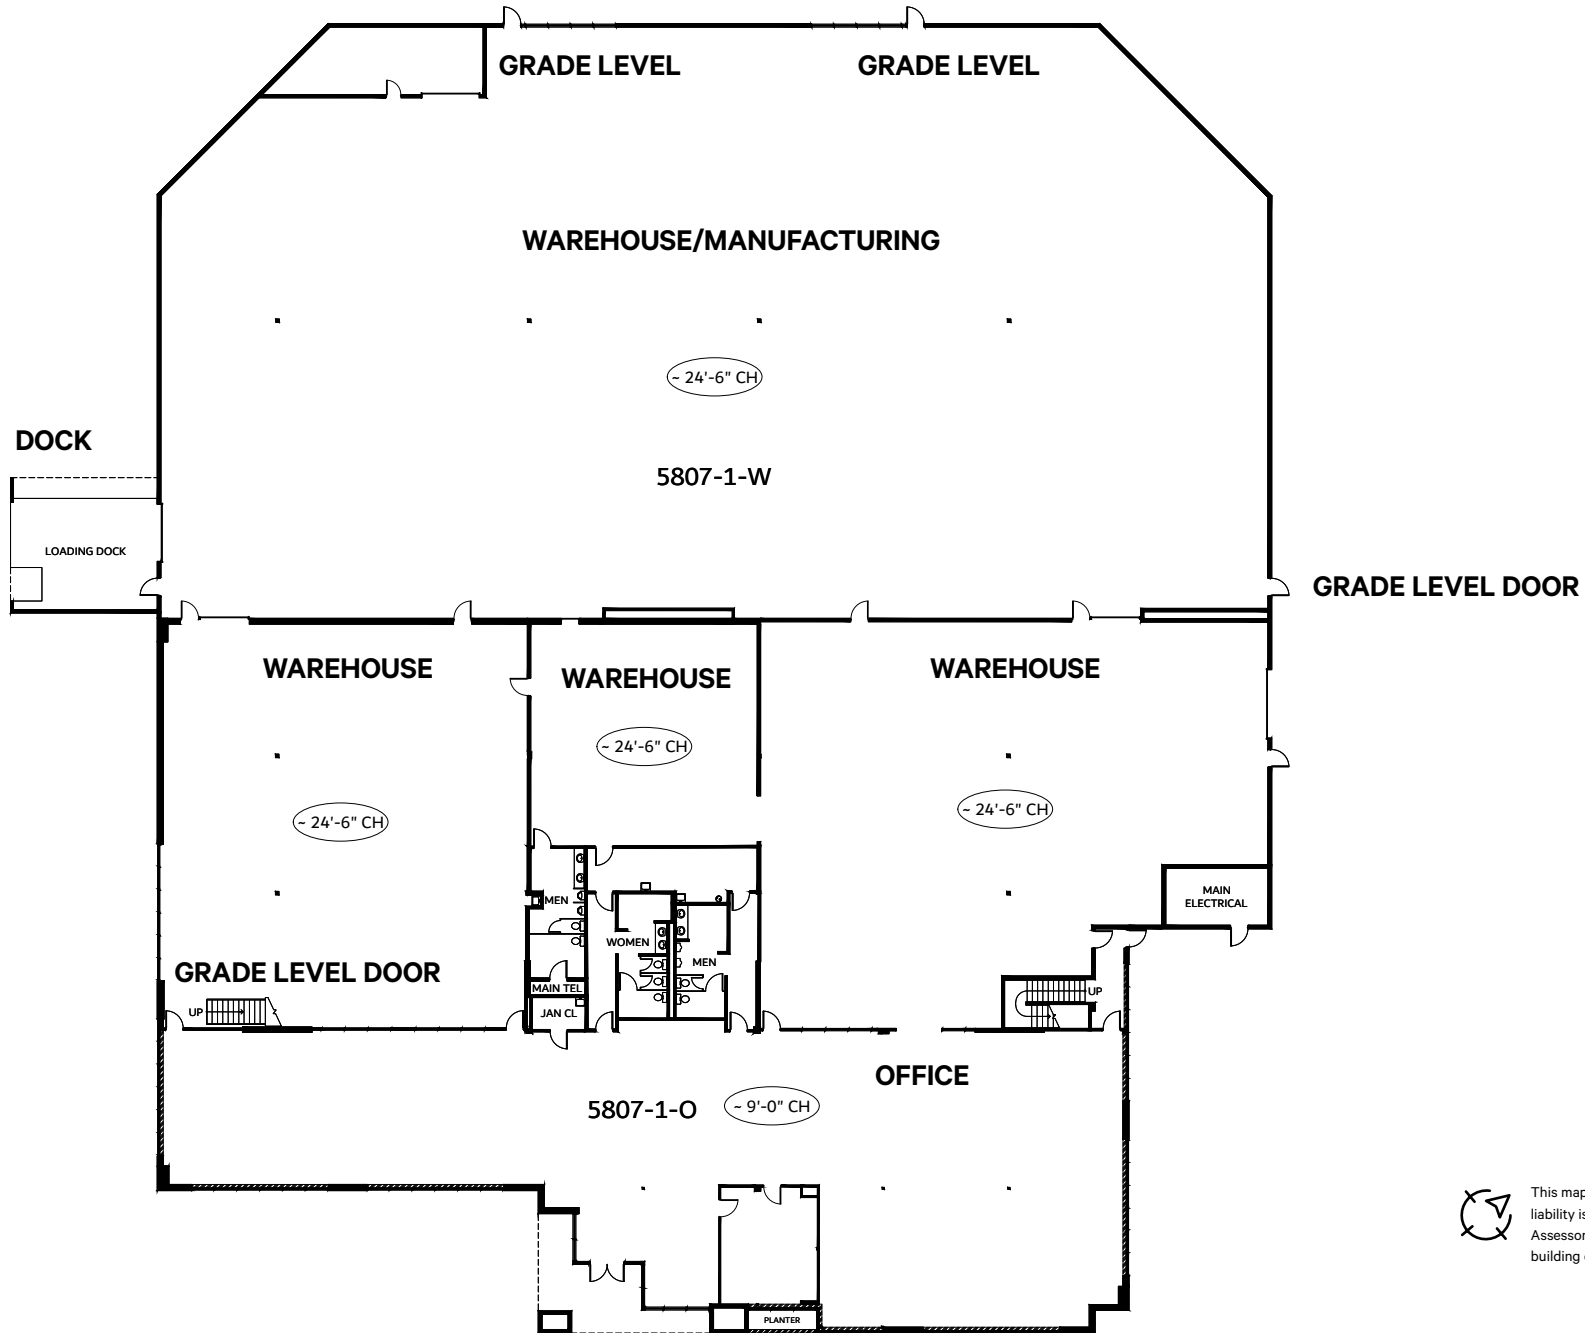 GRADE LEVEL
GRADE LEVEL
WAREHOUSE/MANUFACTURING
~ 24'-6" CH
DOCK
5807-1-W
LOADING DOCK
GRADE LEVEL DOOR
WAREHOUSE
WAREHOUSE
WAREHOUSE
~ 24'-6" CH
~ 24'-6" CH
~ 24'-6" CH
MAIN
ELECTRICAL
MEN
WOMEN
MEN
GRADE LEVEL DOOR
MAIN TEL
UP
UP
JAN CL
OFFICE
5807-1-O
~ 9'-0" CH
PLANTER
This map
liability is
Assessor
building